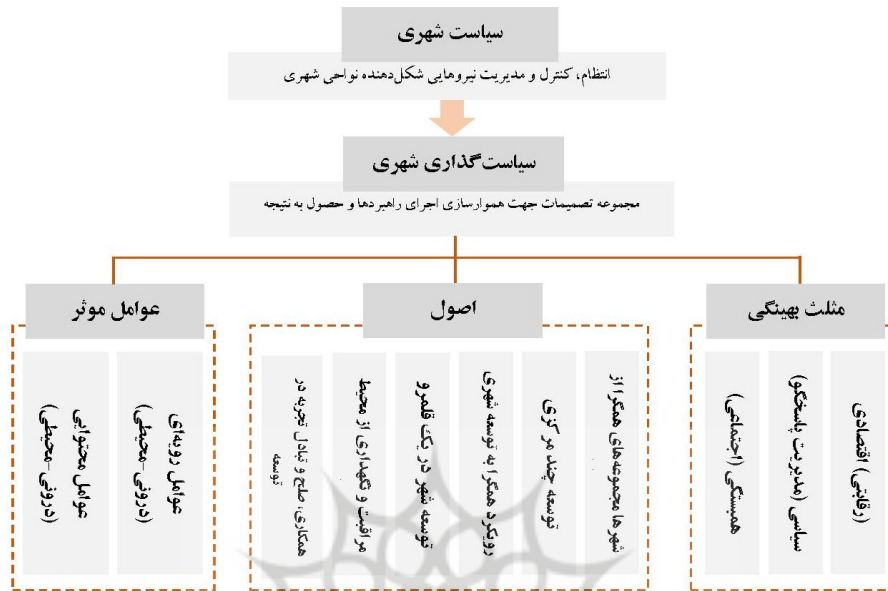 سیاست شهری
انتظام، کنترل و مدیریت نیروهایی شکل‌دهنده نواحی شهری
سیاست‌گذاری شهری
مجموعه تصمیمات جهت هموارسازی اجرای راهبردها و حصول به نتیجه
مثلث بهینگی
اقتصادی
(رقابتی)
سیاسی (مدیریت پاسخگو)
همبستگی (اجتماعی)
اصول
شهرها مجموعه‌های همگرا از
توسعه چند مرکزی
رویکرد همگرا به توسعه شهری
توسعه شهر در یک قلمرو
مراقبت و نگهداری از محیط
همکاری، صلح و تبادل تجربه در
توسعه
عوامل موثر
عوامل رویه‌ای
(درونی-محیطی)
عوامل محتوایی
(درونی-محیطی)